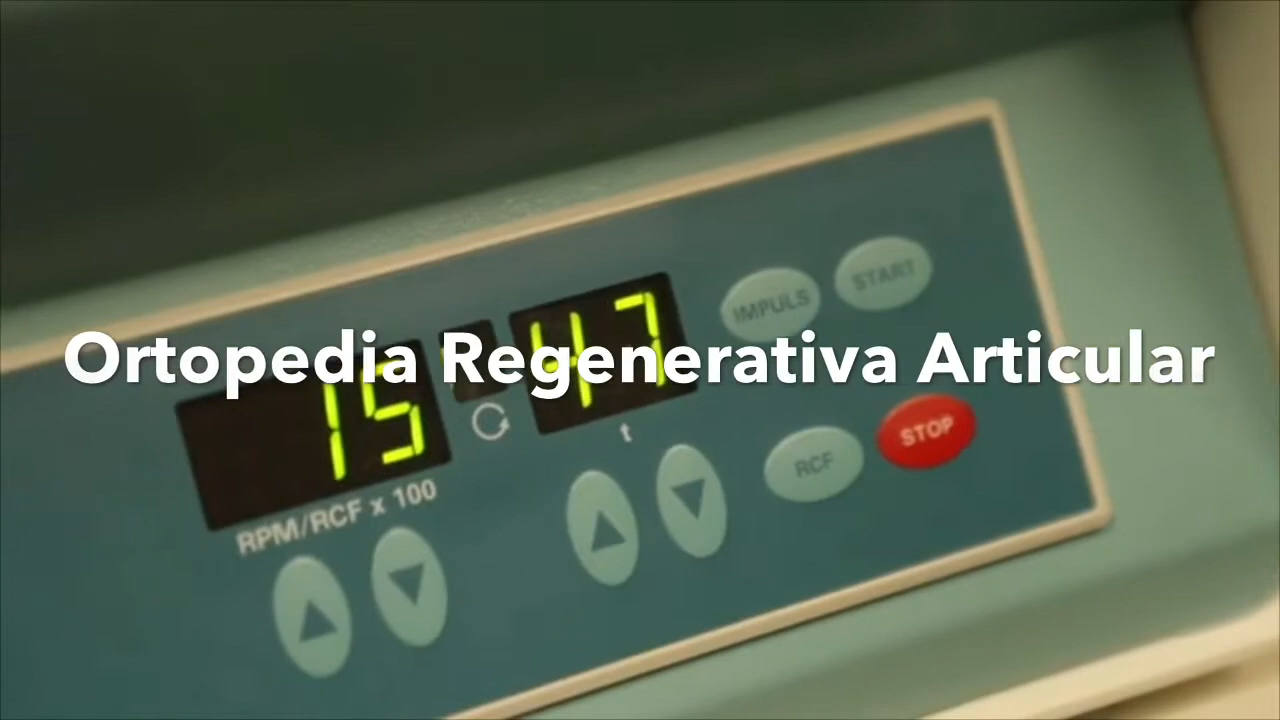 IMPULS
START
Ortopedia Regenerativa Articular
15
47
t
RPM/RCF x 100
RCF
STOP